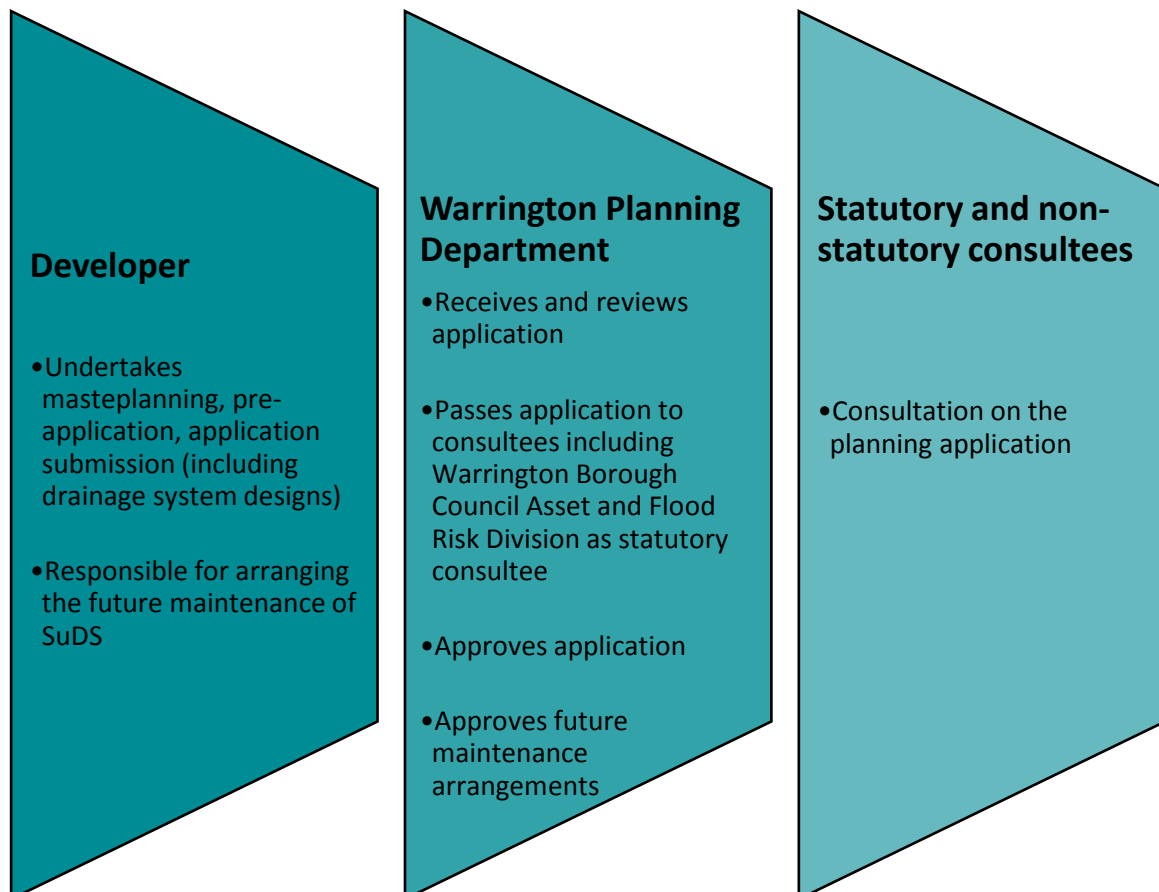 Developer
•Undertakes
masteplanning, pre-
application, application
submission (including
drainage system designs)
•Responsible for arranging
the future maintenance of
SuDS
Warrington Planning
Department
•Receives and reviews
application
•Passes application to
consultees including
Warrington Borough
Council Asset and Flood
Risk Division as statutory
consultee
•Approves application
•Approves future
maintenance
arrangements
Statutory and non-
statutory consultees
•Consultation on the
planning application